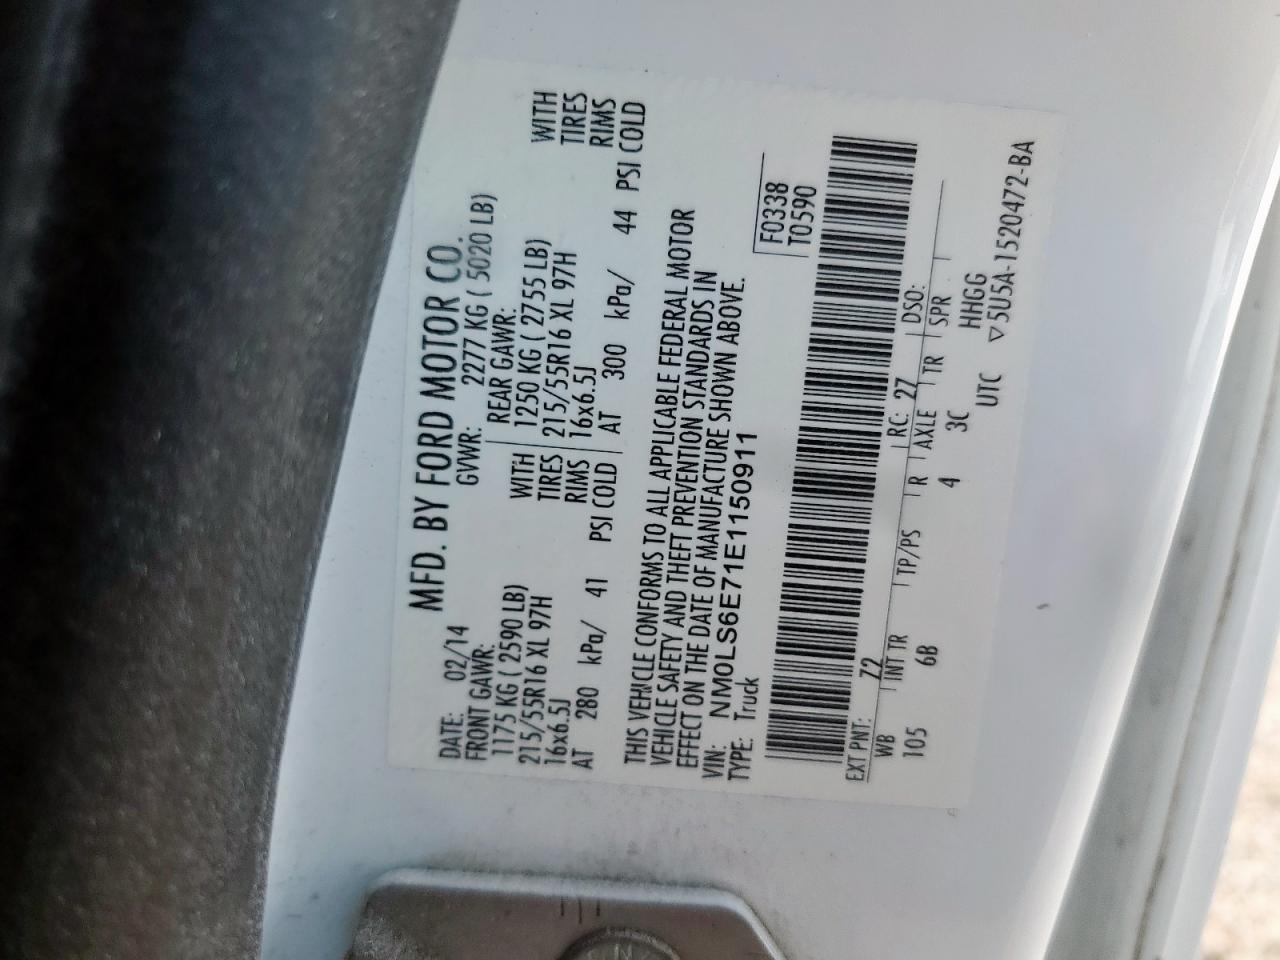 MFD. BY FORD MOTOR CO.
DATE: 02/14 GVWR: 2277 KG ( 5020 LB)
FRONT GAWR: REAR GAWR:
1175 KG ( 2590 LB) WITH 1250 KG ( 2755 LB) WITH
215/55R16 XL 97H TIRES 215/55R16 XL 97H TIRES
16x6.5J RIMS 16x6.5J RIMS
AT 280 kPa/ 41 PSI COLD AT 300 kPa/ 44 PSI COLD
THIS VEHICLE CONFORMS TO ALL APPLICABLE FEDERAL MOTOR
VEHICLE SAFETY AND THEFT PREVENTION STANDARDS IN
EFFECT ON THE DATE OF MANUFACTURE SHOWN ABOVE.
VIN: NM0LS6E71E1150911
TYPE: Truck
F0338
T0590
EXT PNT: Z2 RC: 27 DSO:
WB INT TR TP/PS R AXLE TR SPR
105 6B 4 3C HHGG
UTC ▽5U5A-1520472-BA